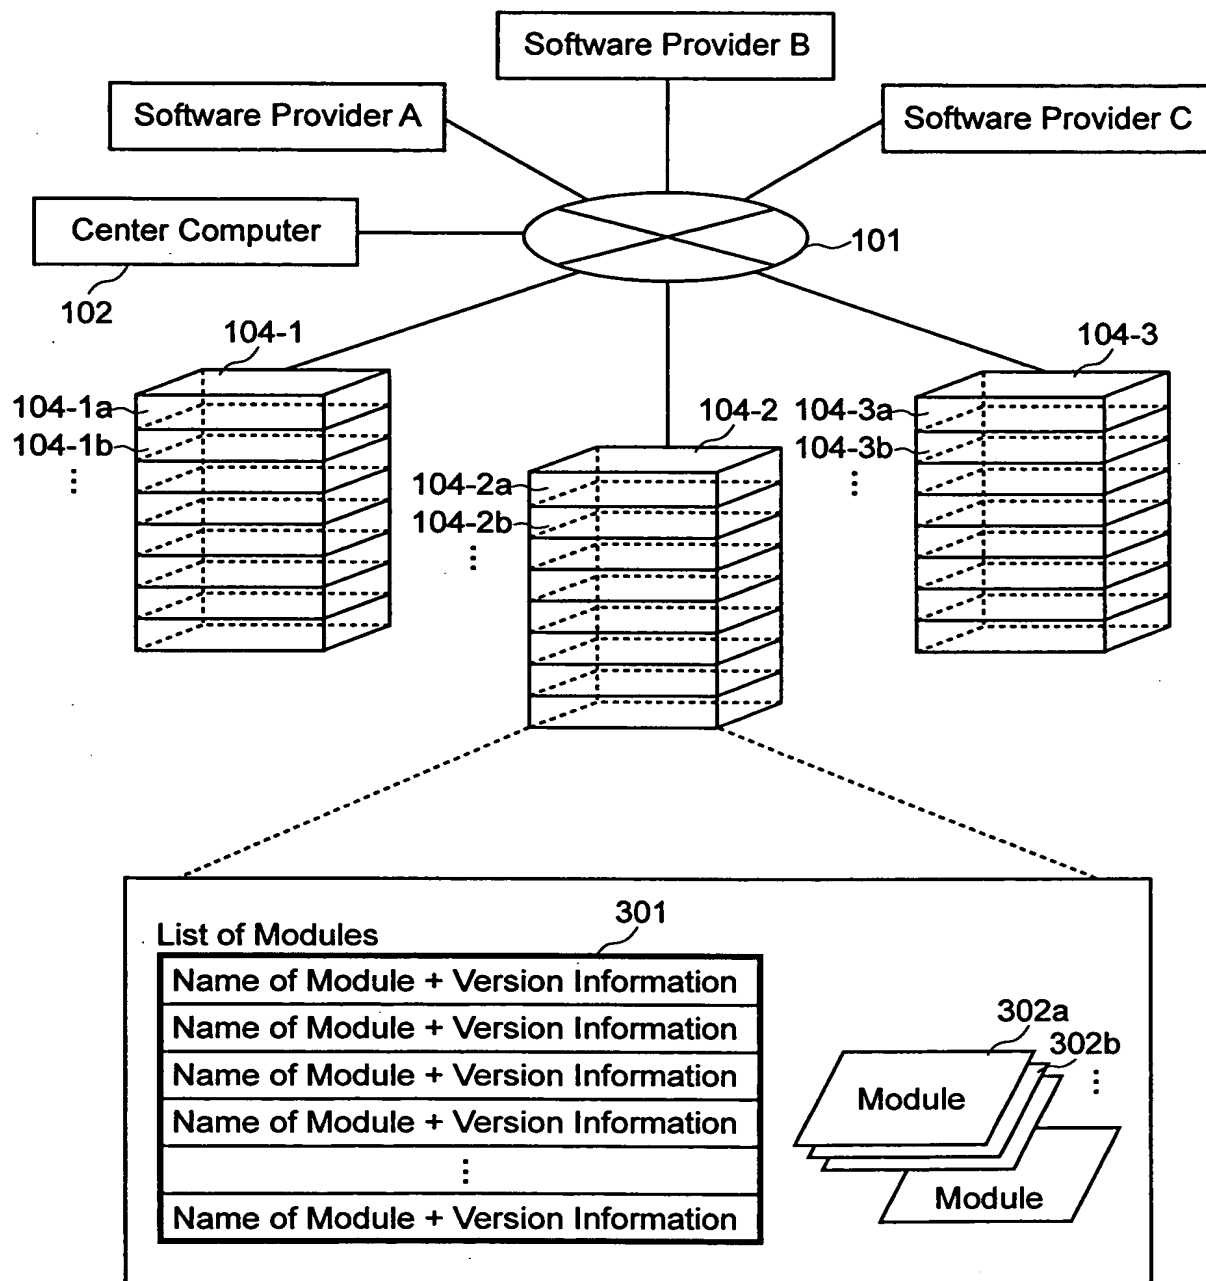 Software Provider B
Software Provider A
Software Provider C
Center Computer
101
102
104-1
104-3
104-1a
104-1b
⋮
104-2
104-3a
104-3b
⋮
104-2a
104-2b
⋮
301
List of Modules
Name of Module + Version Information
Name of Module + Version Information
Name of Module + Version Information
Name of Module + Version Information
⋮
Name of Module + Version Information
302a
302b
⋮
Module
Module